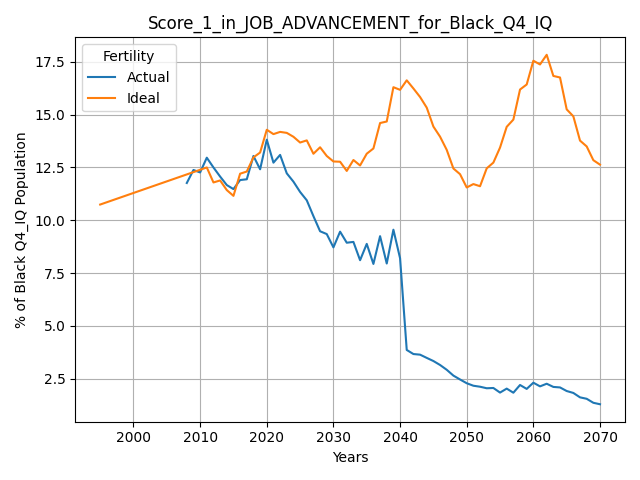 Score_1_in_JOB_ADVANCEMENT_for_Black_Q4_IQ
Fertility
Actual
Ideal
% of Black Q4_IQ Population
17.5
15.0
12.5
10.0
7.5
5.0
2.5
2000 2010 2020 2030 2040 2050 2060 2070
Years